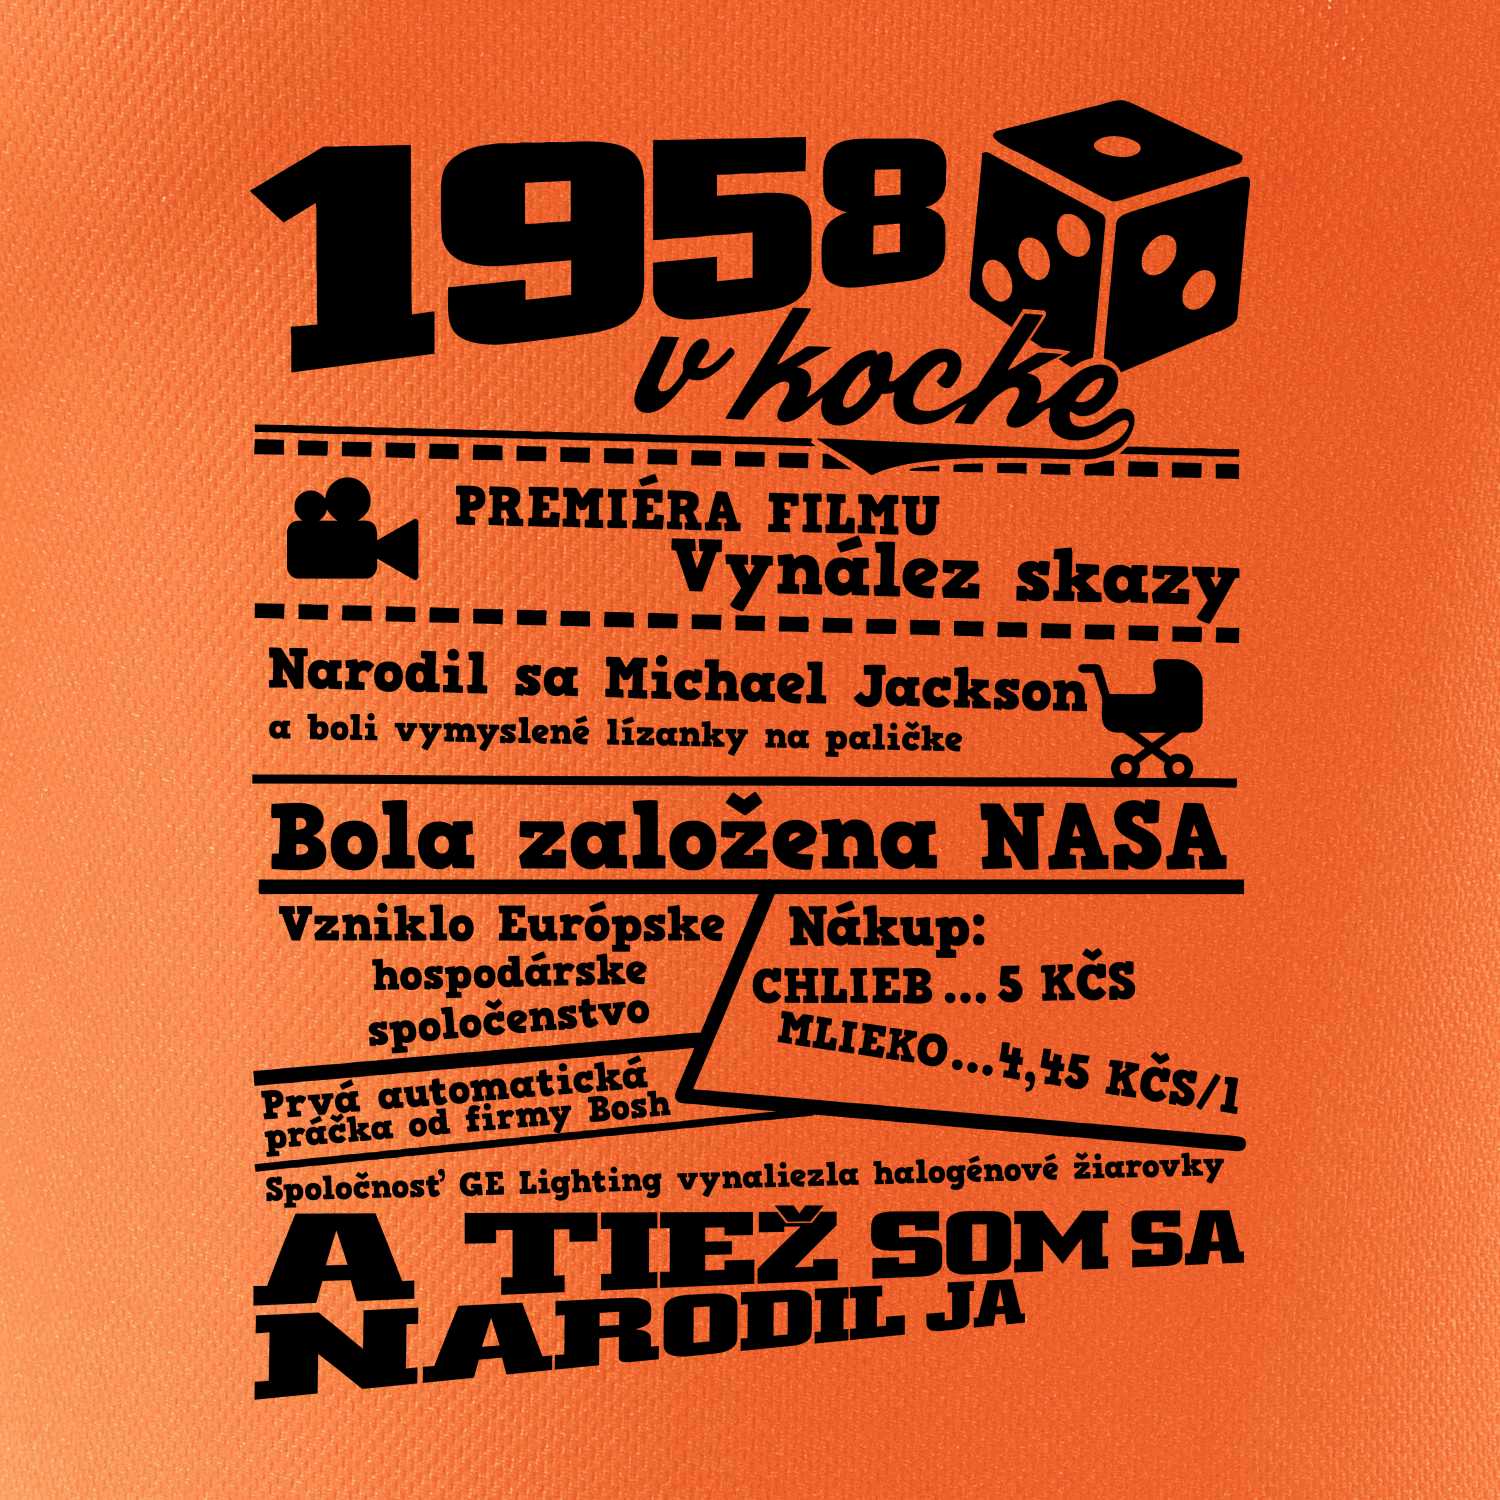 1958
v kocke
PREMIÉRA FILMU
Vynález skazy
Narodil sa Michael Jackson
a boli vymyslené lízanky na paličke
Bola založena NASA
Vzniklo Európske
hospodárske
spoločenstvo
Nákup:
CHLIEB...5 KČS
MLIEKO...4,45 KČS/l
Prvá automatická
práčka od firmy Bosh
Spoločnosť GE Lighting vynaliezla halogénové žiarovky
A TIEŽ SOM SA
NARODIL JA